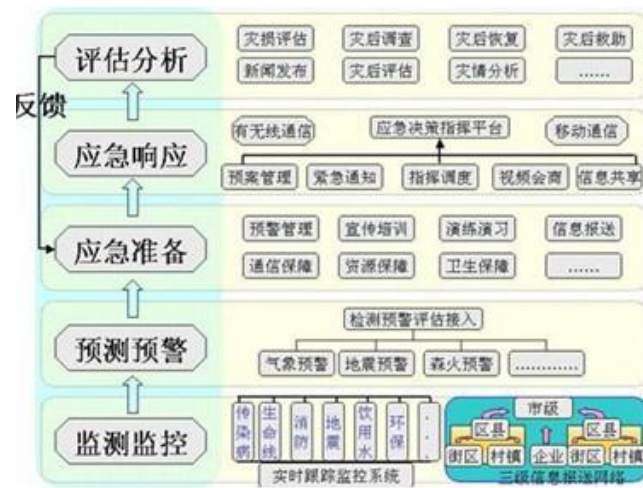 评估分析
灾损评估 灾后调查 灾后恢复 灾后救助
新闻发布 灾后评估 灾情分析 ......
反馈
应急响应
有无线通信 应急决策指挥平台 移动通信
预案管理 紧急通知 指挥调度 视频会商 信息共享
应急准备
预警管理 宣传培训 演练演习 信息报送
通信保障 资源保障 卫生保障 ......
预测预警
检测预警评估接入
气象预警 地震预警 森火预警 ............
监测监控
传染病 生命线 消防 地震 饮用水 环保 ...
实时跟踪监控系统
市级
区县 区县
街区 村镇 企业 街区 村镇
三级信息报送网络